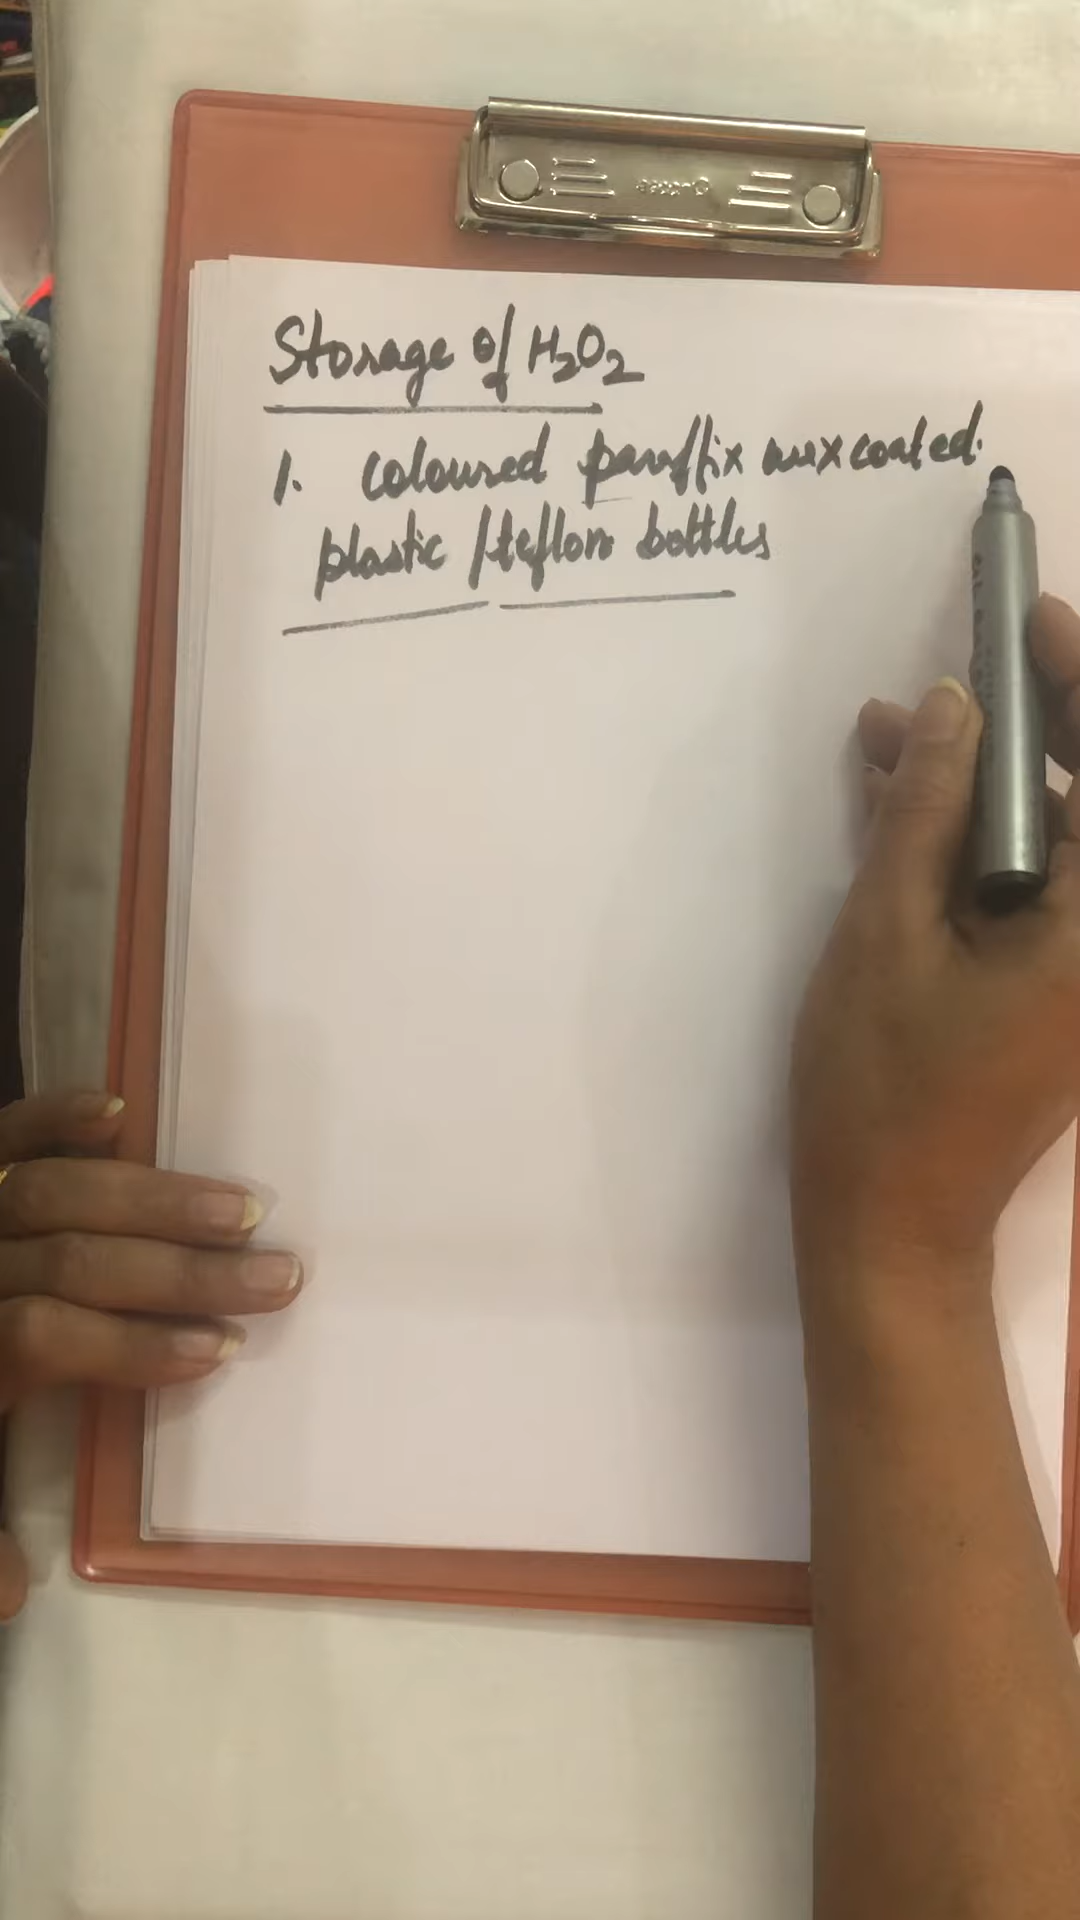 Storage of H₂O₂
1. coloured paraffix wax coated.
plastic / teflon bottles